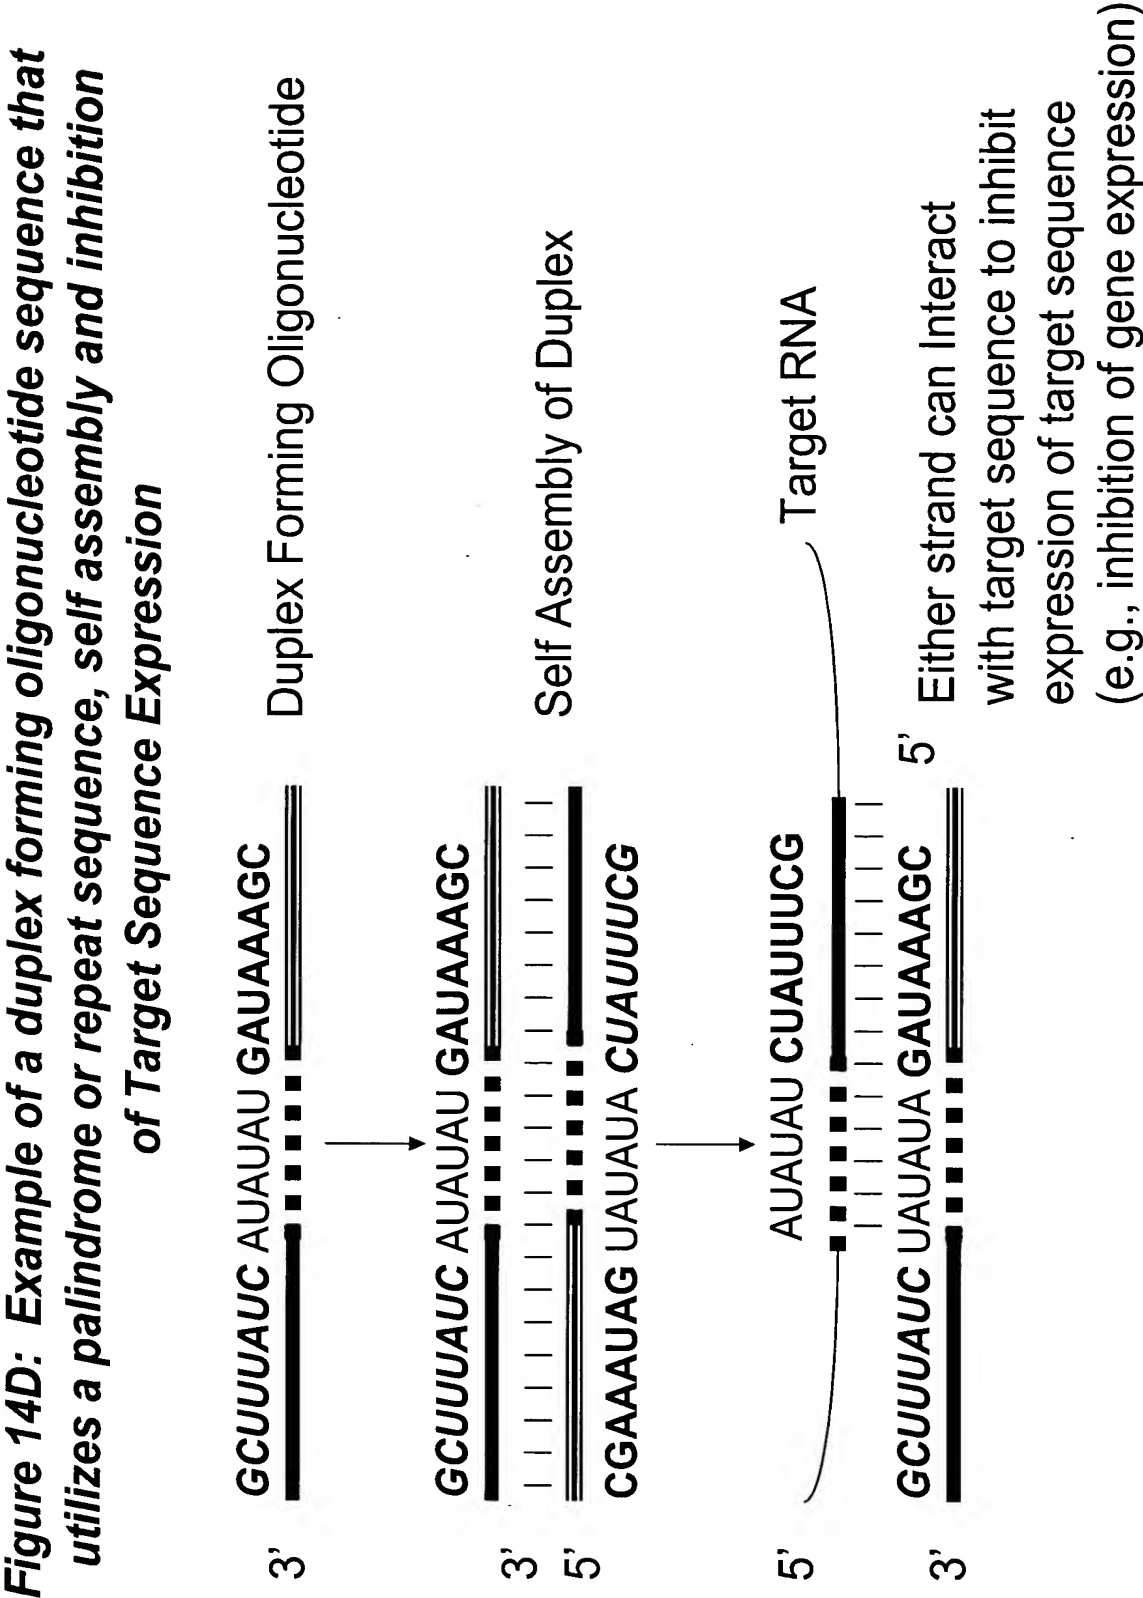 Figure 14D: Example of a duplex forming oligonucleotide sequence that
utilizes a palindrome or repeat sequence, self assembly and inhibition
of Target Sequence Expression
GCUUUAUC AUAUAU GAUAAAGC
3' Duplex Forming Oligonucleotide
GCUUUAUC AUAUAU GAUAAAGC
3'
Self Assembly of Duplex
5'
CGAAAUAG UAUAUA CUAUUUCG
AUAUAU CUAUUUCG
5' Target RNA
GCUUUAUC UAUAUA GAUAAAGC 5'
3'
Either strand can Interact
with target sequence to inhibit
expression of target sequence
(e.g., inhibition of gene expression)